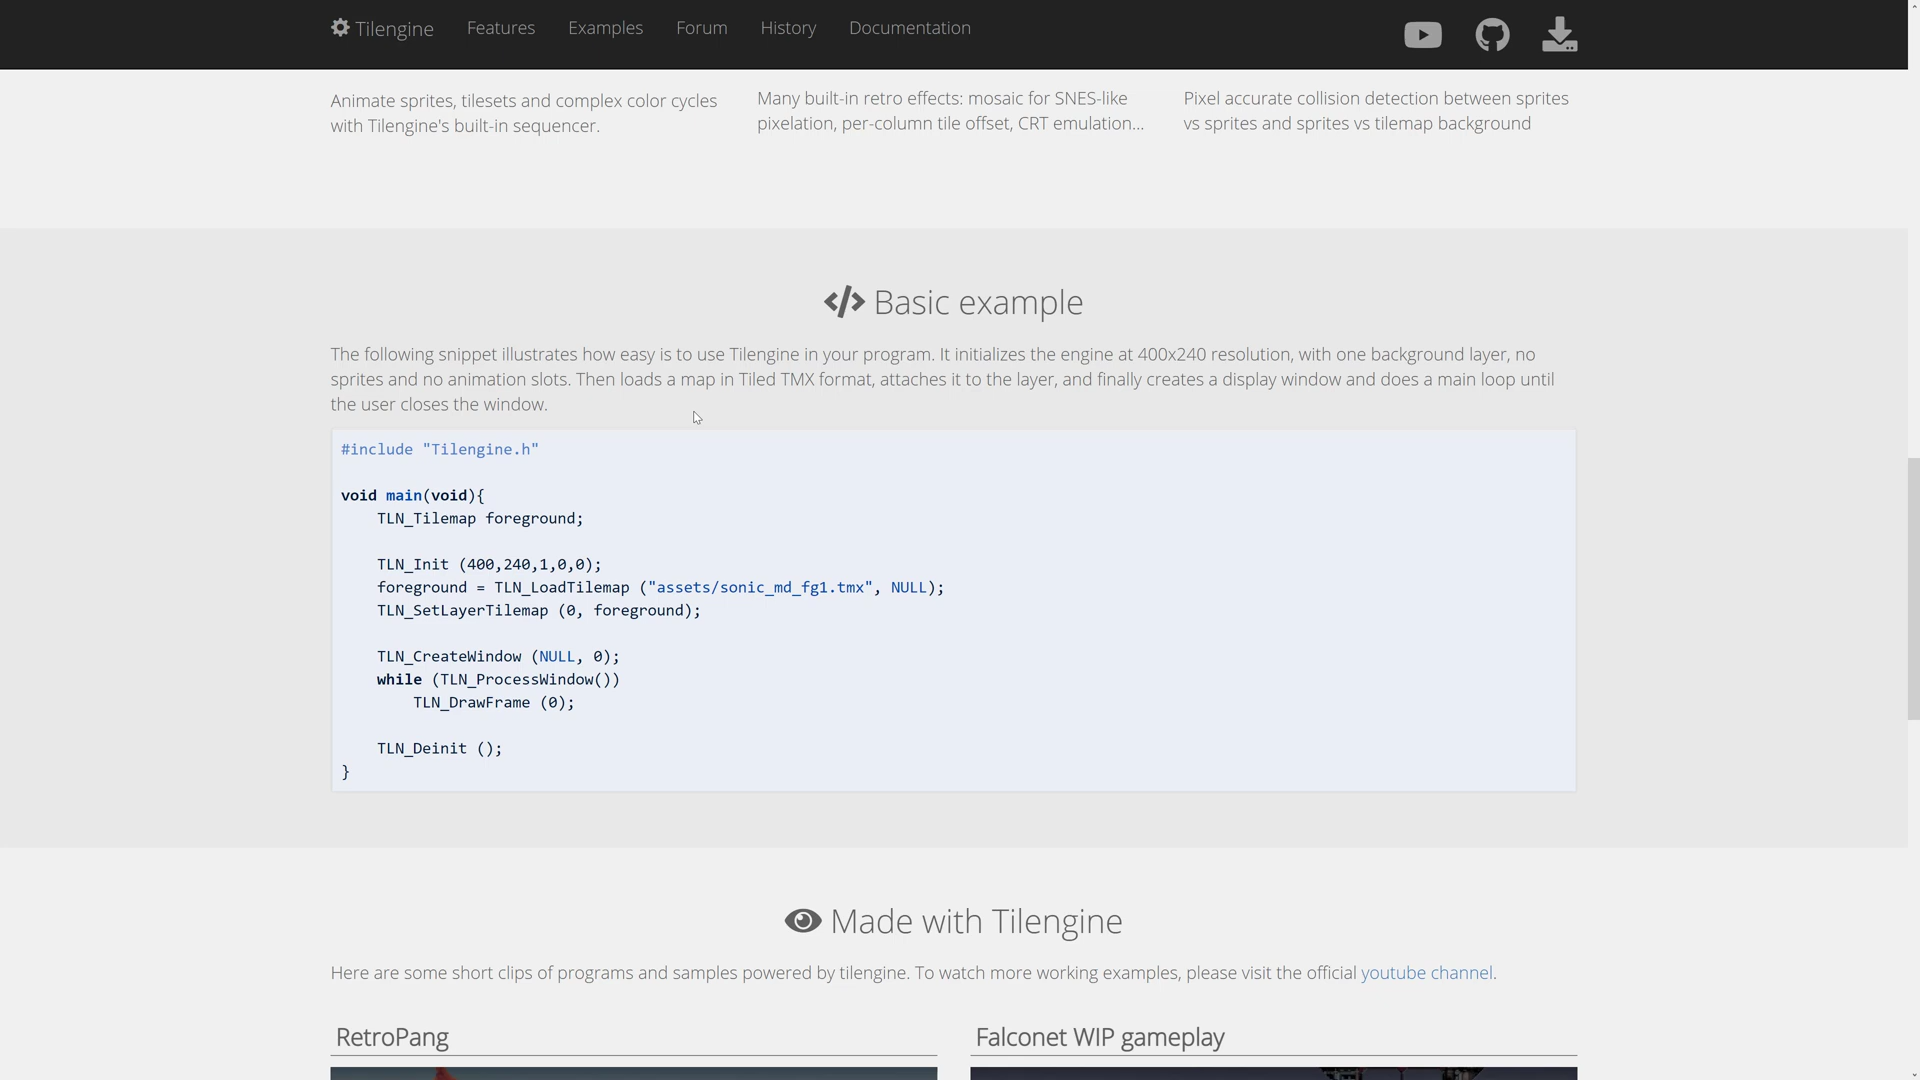 Tilengine Features Examples Forum History Documentation
Animate sprites, tilesets and complex color cycles
with Tilengine's built-in sequencer.
Many built-in retro effects: mosaic for SNES-like
pixelation, per-column tile offset, CRT emulation...
Pixel accurate collision detection between sprites
vs sprites and sprites vs tilemap background
</> Basic example
The following snippet illustrates how easy is to use Tilengine in your program. It initializes the engine at 400x240 resolution, with one background layer, no
sprites and no animation slots. Then loads a map in Tiled TMX format, attaches it to the layer, and finally creates a display window and does a main loop until
the user closes the window.
#include "Tilengine.h"
void main(void){
TLN_Tilemap foreground;
TLN_Init (400,240,1,0,0);
foreground = TLN_LoadTilemap ("assets/sonic_md_fg1.tmx", NULL);
TLN_SetLayerTilemap (0, foreground);
TLN_CreateWindow (NULL, 0);
while (TLN_ProcessWindow())
TLN_DrawFrame (0);
TLN_Deinit ();
}
Made with Tilengine
Here are some short clips of programs and samples powered by tilengine. To watch more working examples, please visit the official youtube channel.
RetroPang
Falconet WIP gameplay